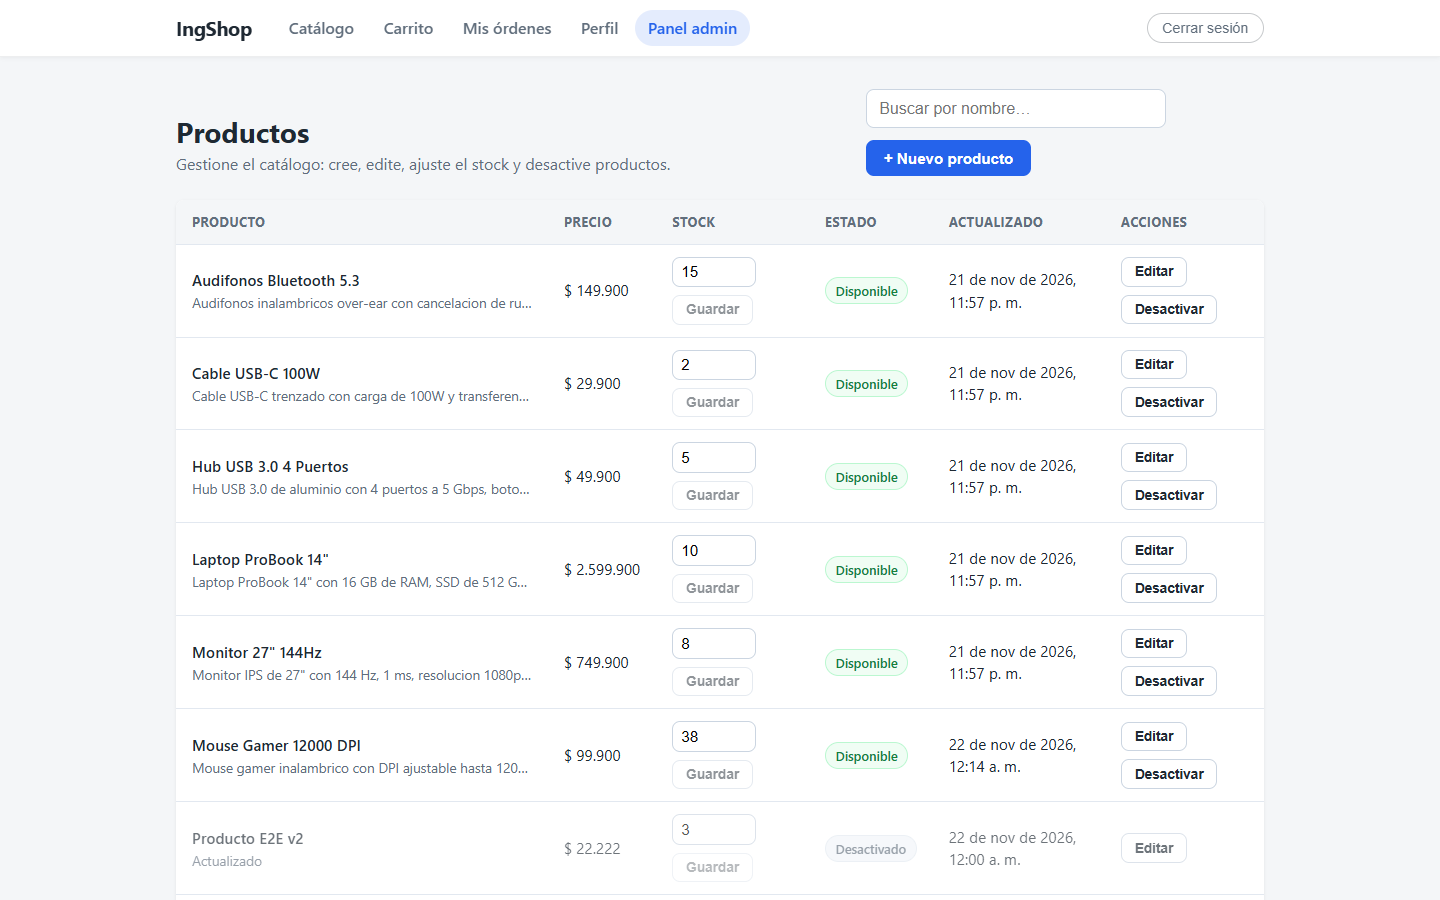 IngShop Catálogo Carrito Mis órdenes Perfil Panel admin Cerrar sesión
Buscar por nombre...
Productos
Gestione el catálogo: cree, edite, ajuste el stock y desactive productos.
+ Nuevo producto
PRODUCTO PRECIO STOCK ESTADO ACTUALIZADO ACCIONES
Audifonos Bluetooth 5.3
Audifonos inalambricos over-ear con cancelacion de ru...
$ 149.900
15
Guardar
Disponible
21 de nov de 2026,
11:57 p. m.
Editar
Desactivar
Cable USB-C 100W
Cable USB-C trenzado con carga de 100W y transferen...
$ 29.900
2
Guardar
Disponible
21 de nov de 2026,
11:57 p. m.
Editar
Desactivar
Hub USB 3.0 4 Puertos
Hub USB 3.0 de aluminio con 4 puertos a 5 Gbps, boto...
$ 49.900
5
Guardar
Disponible
21 de nov de 2026,
11:57 p. m.
Editar
Desactivar
Laptop ProBook 14"
Laptop ProBook 14" con 16 GB de RAM, SSD de 512 G...
$ 2.599.900
10
Guardar
Disponible
21 de nov de 2026,
11:57 p. m.
Editar
Desactivar
Monitor 27" 144Hz
Monitor IPS de 27" con 144 Hz, 1 ms, resolucion 1080p...
$ 749.900
8
Guardar
Disponible
21 de nov de 2026,
11:57 p. m.
Editar
Desactivar
Mouse Gamer 12000 DPI
Mouse gamer inalambrico con DPI ajustable hasta 120...
$ 99.900
38
Guardar
Disponible
22 de nov de 2026,
12:14 a. m.
Editar
Desactivar
Producto E2E v2
Actualizado
$ 22.222
3
Guardar
Desactivado
22 de nov de 2026,
12:00 a. m.
Editar